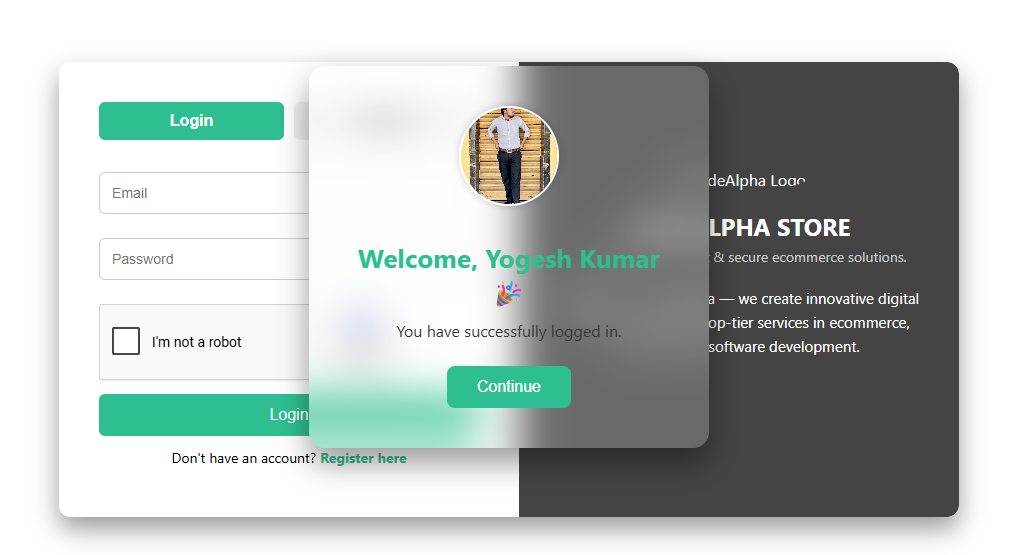 Login
Email
Password
I'm not a robot
Login
Don't have an account? Register here
Welcome, Yogesh Kumar
🎉
You have successfully logged in.
Continue
deAlpha Logo
LPHA STORE
& secure ecommerce solutions.
a — we create innovative digital
op-tier services in ecommerce,
software development.